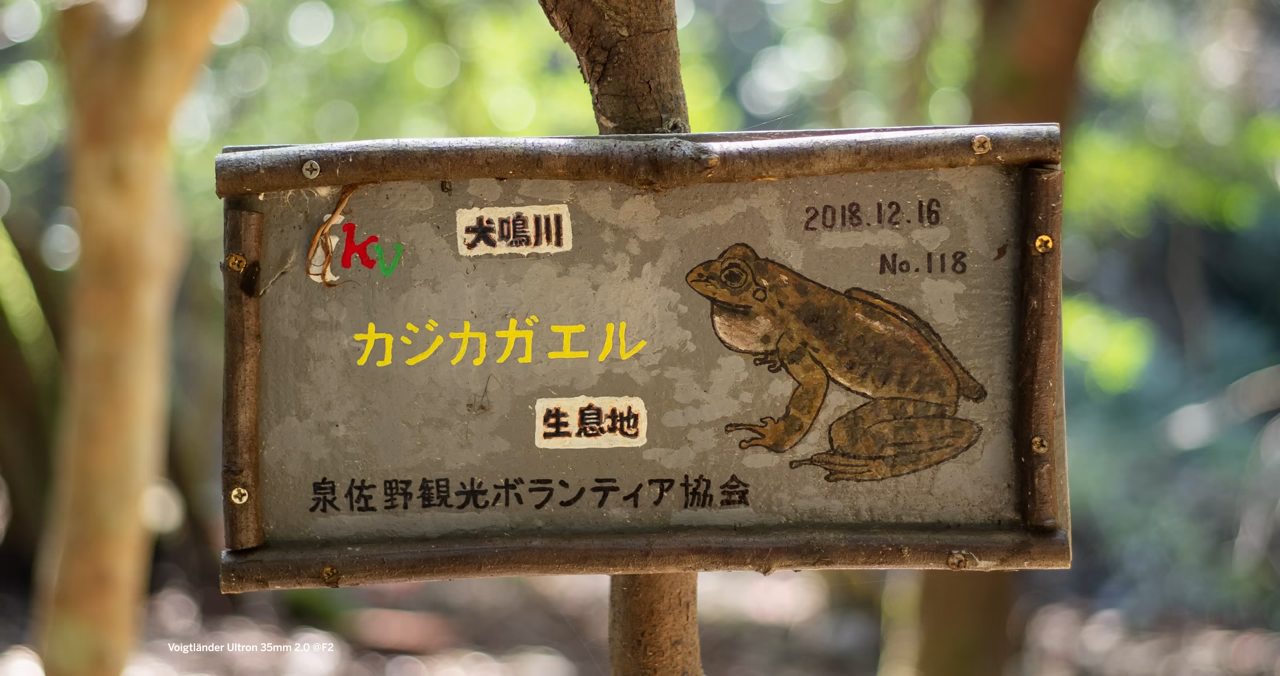 犬鳴川
2018.12.16
No.118
kv
カジカガエル
生息地
泉佐野観光ボランティア協会
Voigtländer Ultron 35mm 2.0 @F2